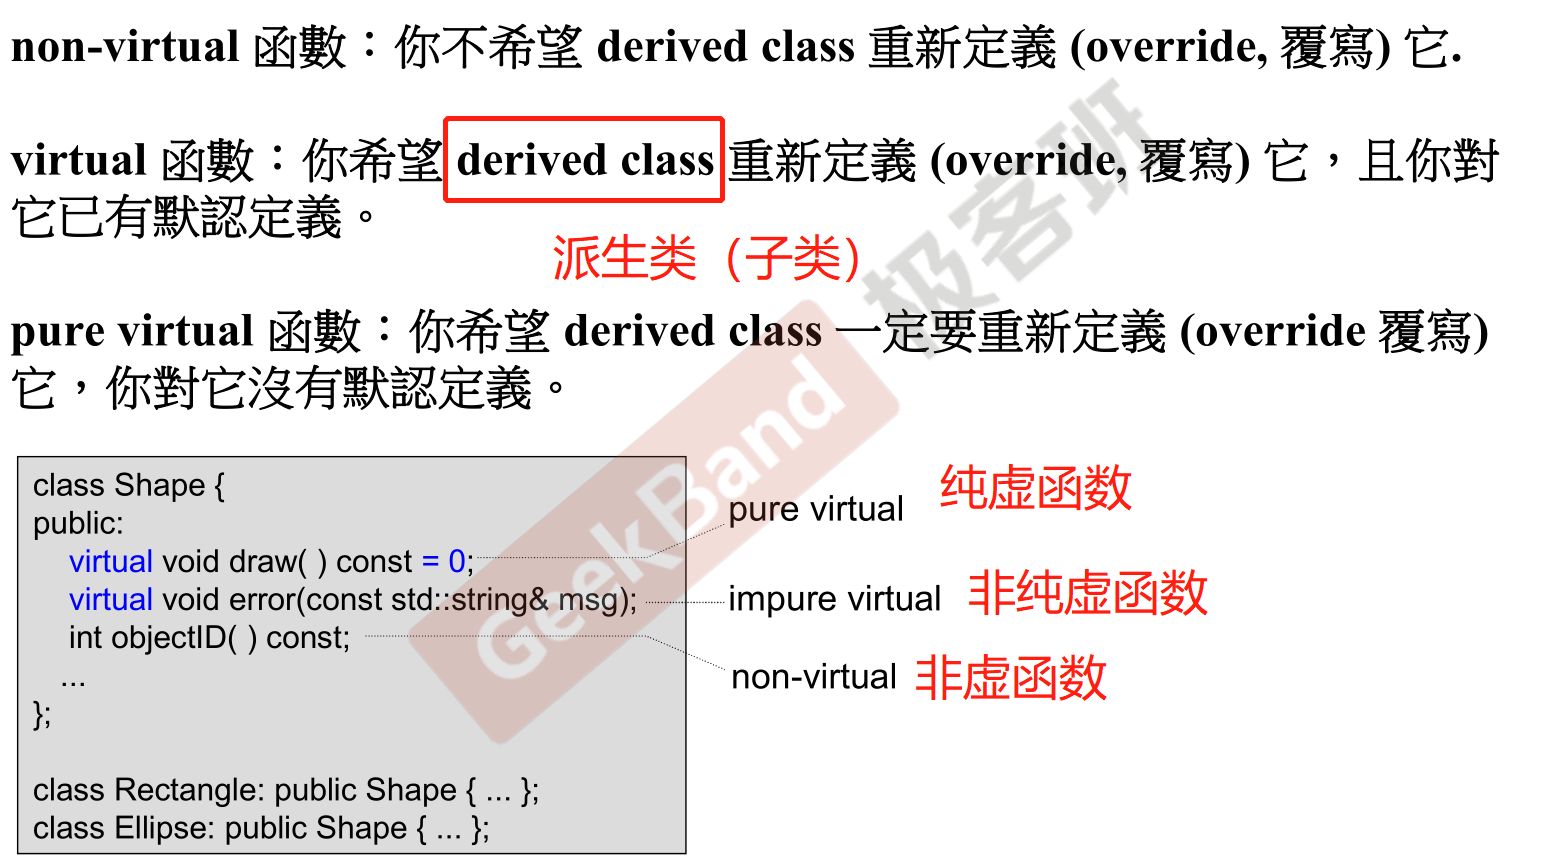 non-virtual 函數：你不希望 derived class 重新定義 (override, 覆寫) 它.
virtual 函數：你希望 derived class 重新定義 (override, 覆寫) 它，且你對
它已有默認定義。
派生类（子类）
pure virtual 函數：你希望 derived class 一定要重新定義 (override 覆寫)
它，你對它沒有默認定義。
class Shape {
public:
virtual void draw( ) const = 0;
virtual void error(const std::string& msg);
int objectID( ) const;
...
};
class Rectangle: public Shape { ... };
class Ellipse: public Shape { ... };
pure virtual 纯虚函数
impure virtual 非纯虚函数
non-virtual 非虚函数
GeekBand 极客班